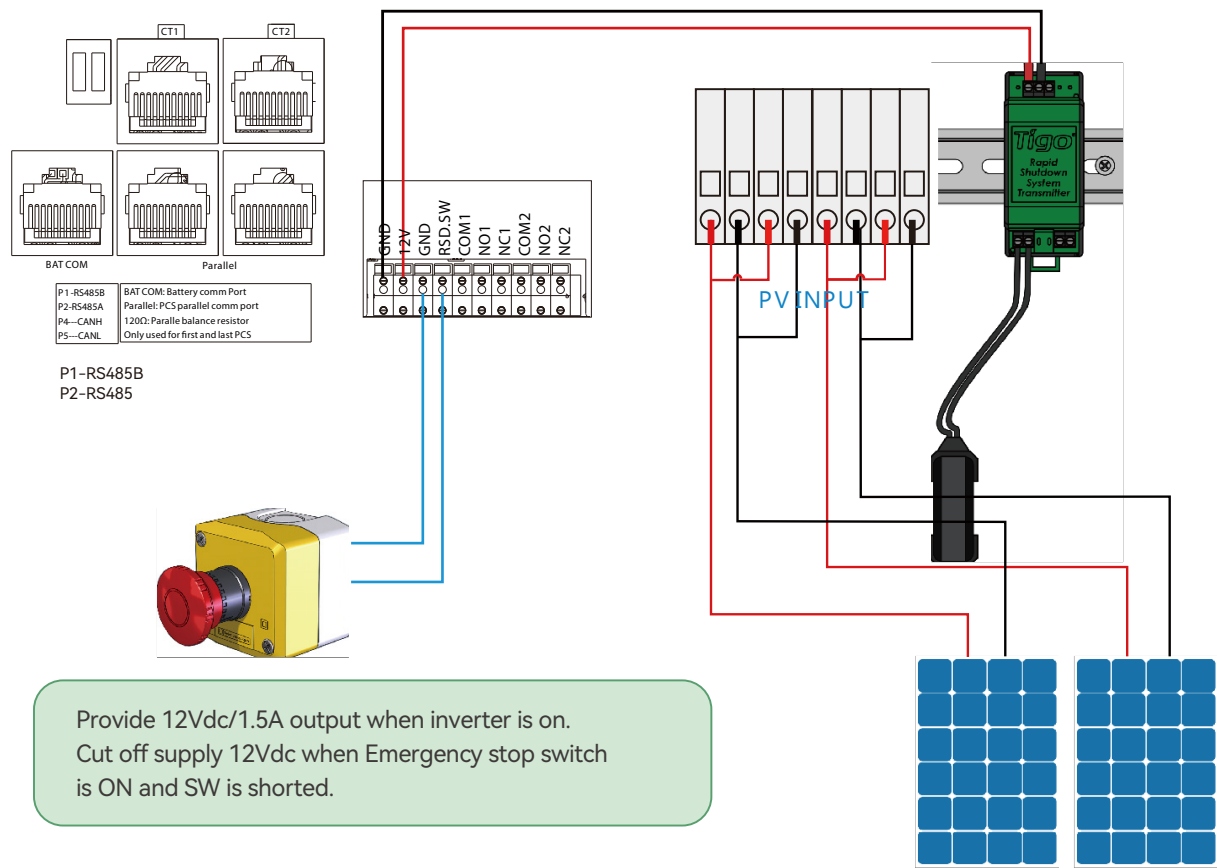 CT1
CT2
BAT COM
Parallel
P1 -RS485B
P2-RS485A
P4---CANH
P5---CANL
BAT COM: Battery comm Port
Parallel: PCS parallel comm port
120Ω: Paralle balance resistor
Only used for first and last PCS
P1-RS485B
P2-RS485
GND
12V
GND
RSD.SW
COM1
NO1
NC1
COM2
NO2
NC2
PV INPUT
Tigo
Rapid
Shutdown
System
Transmitter
Provide 12Vdc/1.5A output when inverter is on.
Cut off supply 12Vdc when Emergency stop switch
is ON and SW is shorted.